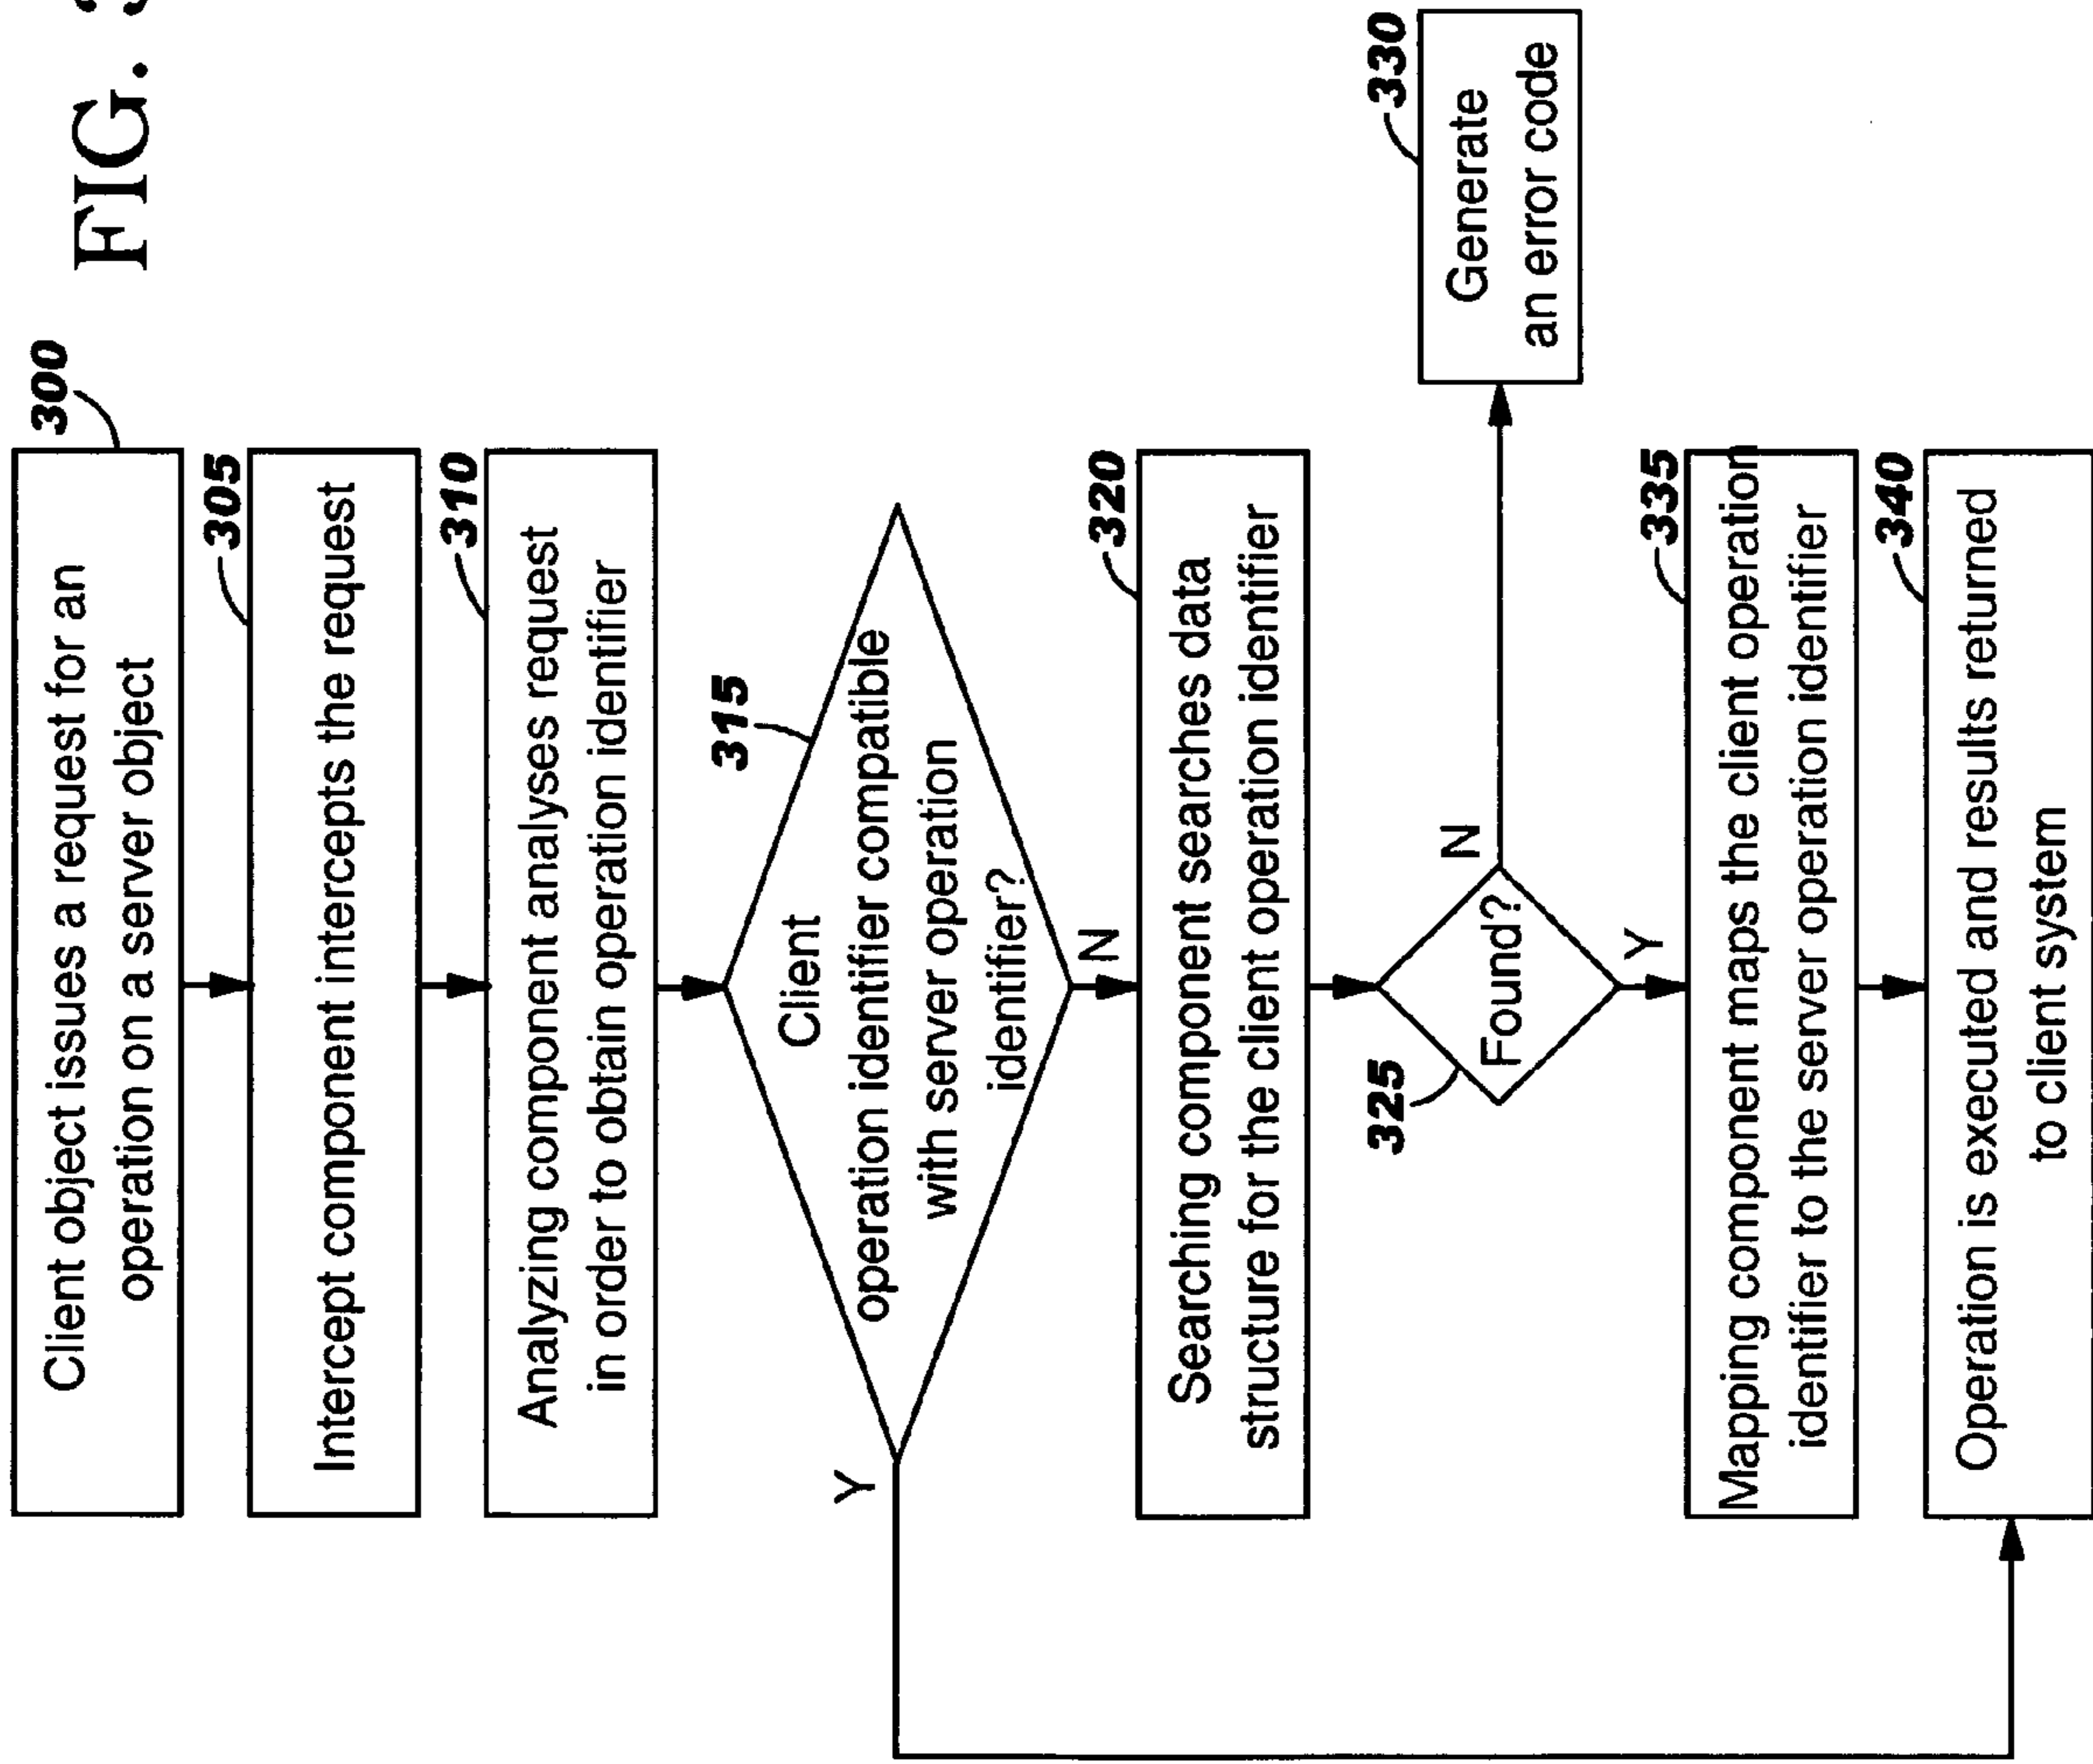 FIG.
300
Client object issues a request for an
operation on a server object
305
Intercept component intercepts the request
310
Analyzing component analyses request
in order to obtain operation identifier
315
Client
operation identifier compatible
with server operation
identifier?
Y
N
320
Searching component searches data
structure for the client operation identifier
325
Found?
N
330
Generate
an error code
Y
335
Mapping component maps the client operation
identifier to the server operation identifier
340
Operation is executed and results returned
to client system